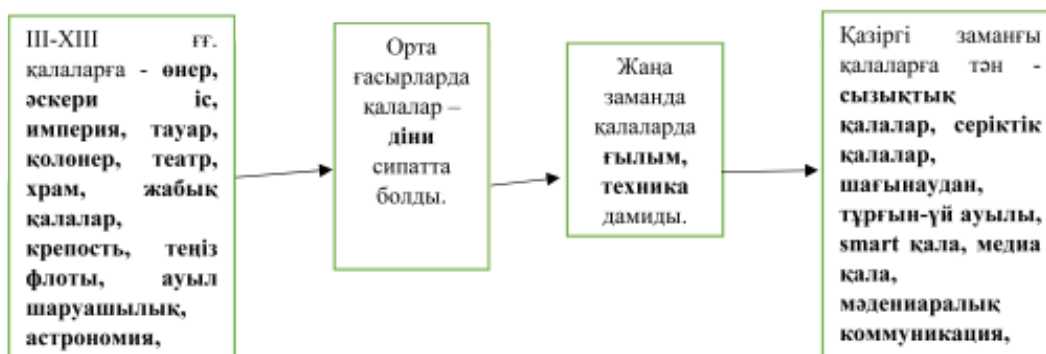 III-XIII ғғ.
қалаларға - өнер,
әскери іс,
империя, тауар,
қолөнер, театр,
храм, жабық
қалалар,
крепость, теңіз
флоты, ауыл
шаруашылық,
астрономия,
Орта
ғасырларда
қалалар –
діни
сипатта
болды.
Жаңа
заманда
қалаларда
ғылым,
техника
дамиды.
Қазіргі заманғы
қалаларға тән -
сызықтық
қалалар, серіктік
қалалар,
шағынаудан,
тұрғын-үй ауылы,
smart қала, медиа
қала,
мәдениаралық
коммуникация,